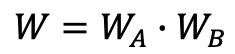 W = W_A · W_B